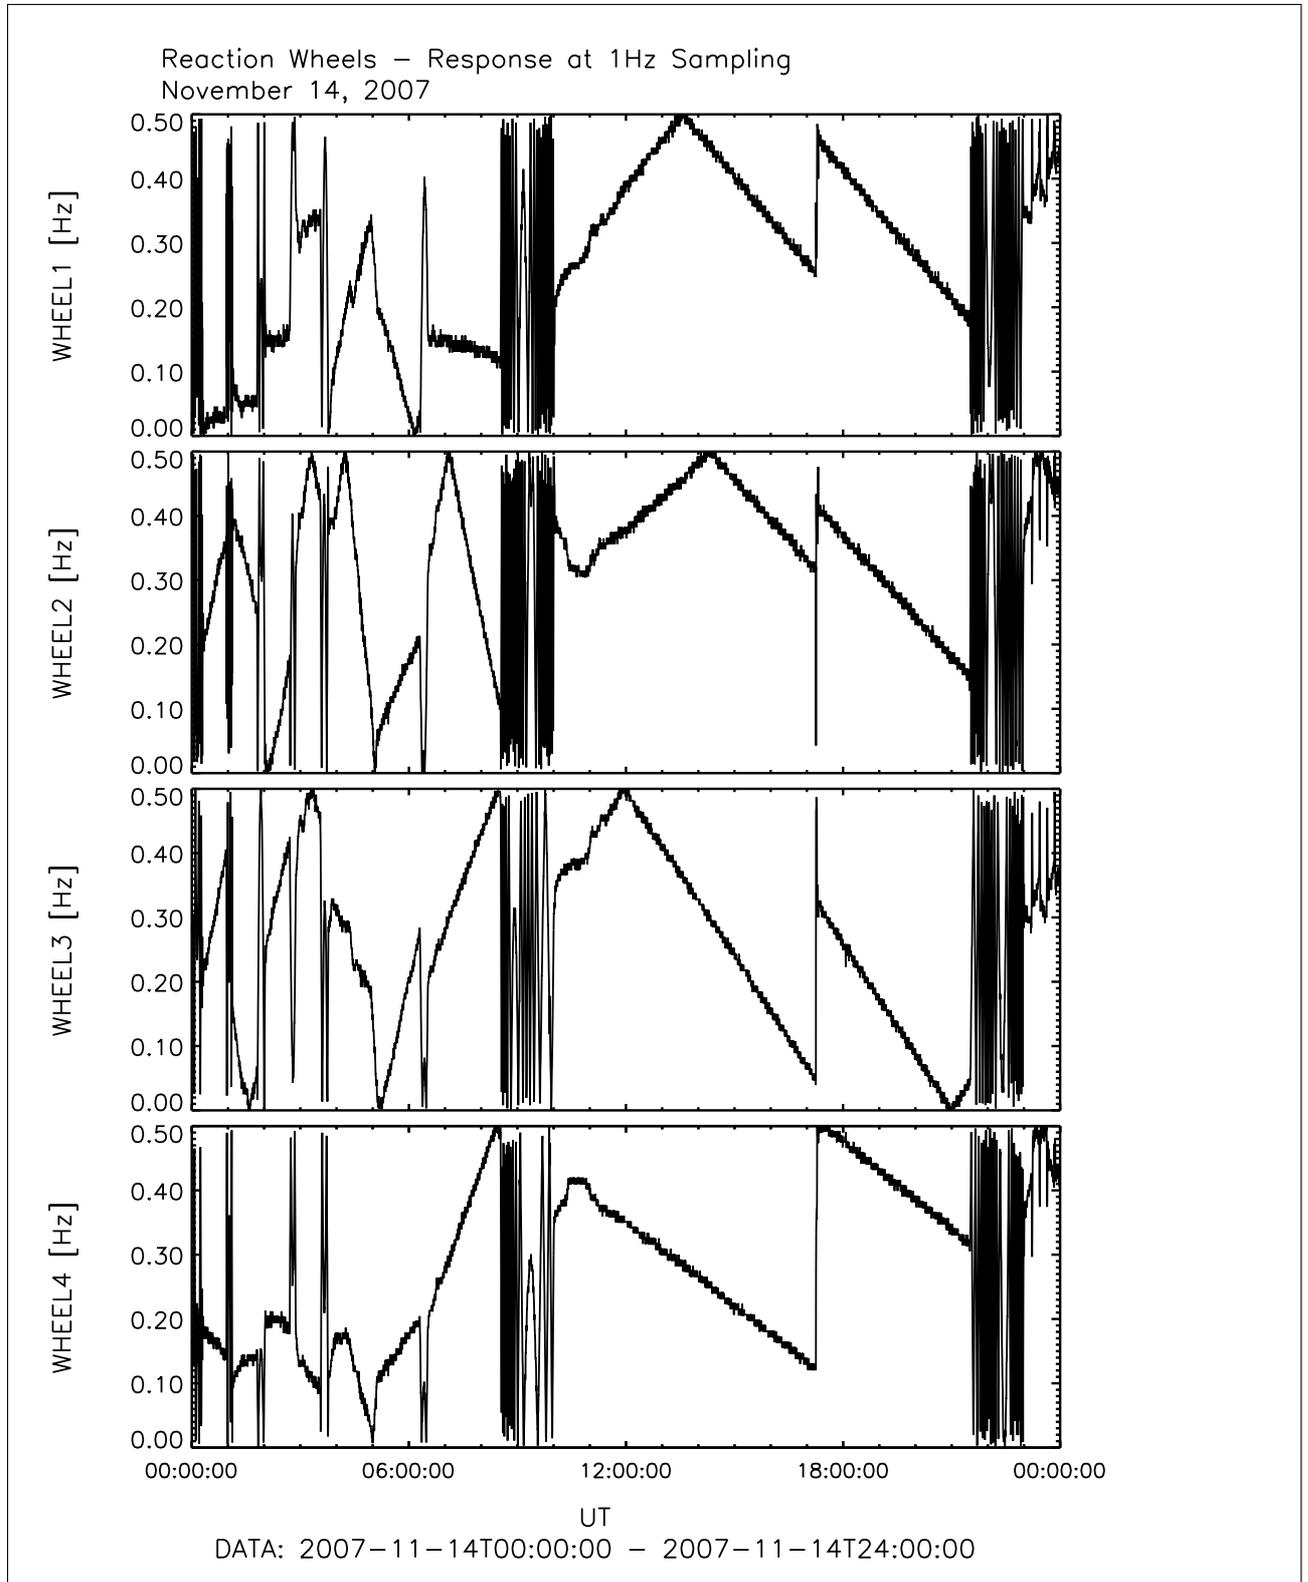 Reaction Wheels − Response at 1Hz Sampling
November 14, 2007
0.50
0.40
0.30
0.20
0.10
0.00
WHEEL1 [Hz]
0.50
0.40
0.30
0.20
0.10
0.00
WHEEL2 [Hz]
0.50
0.40
0.30
0.20
0.10
0.00
WHEEL3 [Hz]
0.50
0.40
0.30
0.20
0.10
0.00
WHEEL4 [Hz]
00:00:00 06:00:00 12:00:00 18:00:00 00:00:00
UT
DATA: 2007−11−14T00:00:00 − 2007−11−14T24:00:00